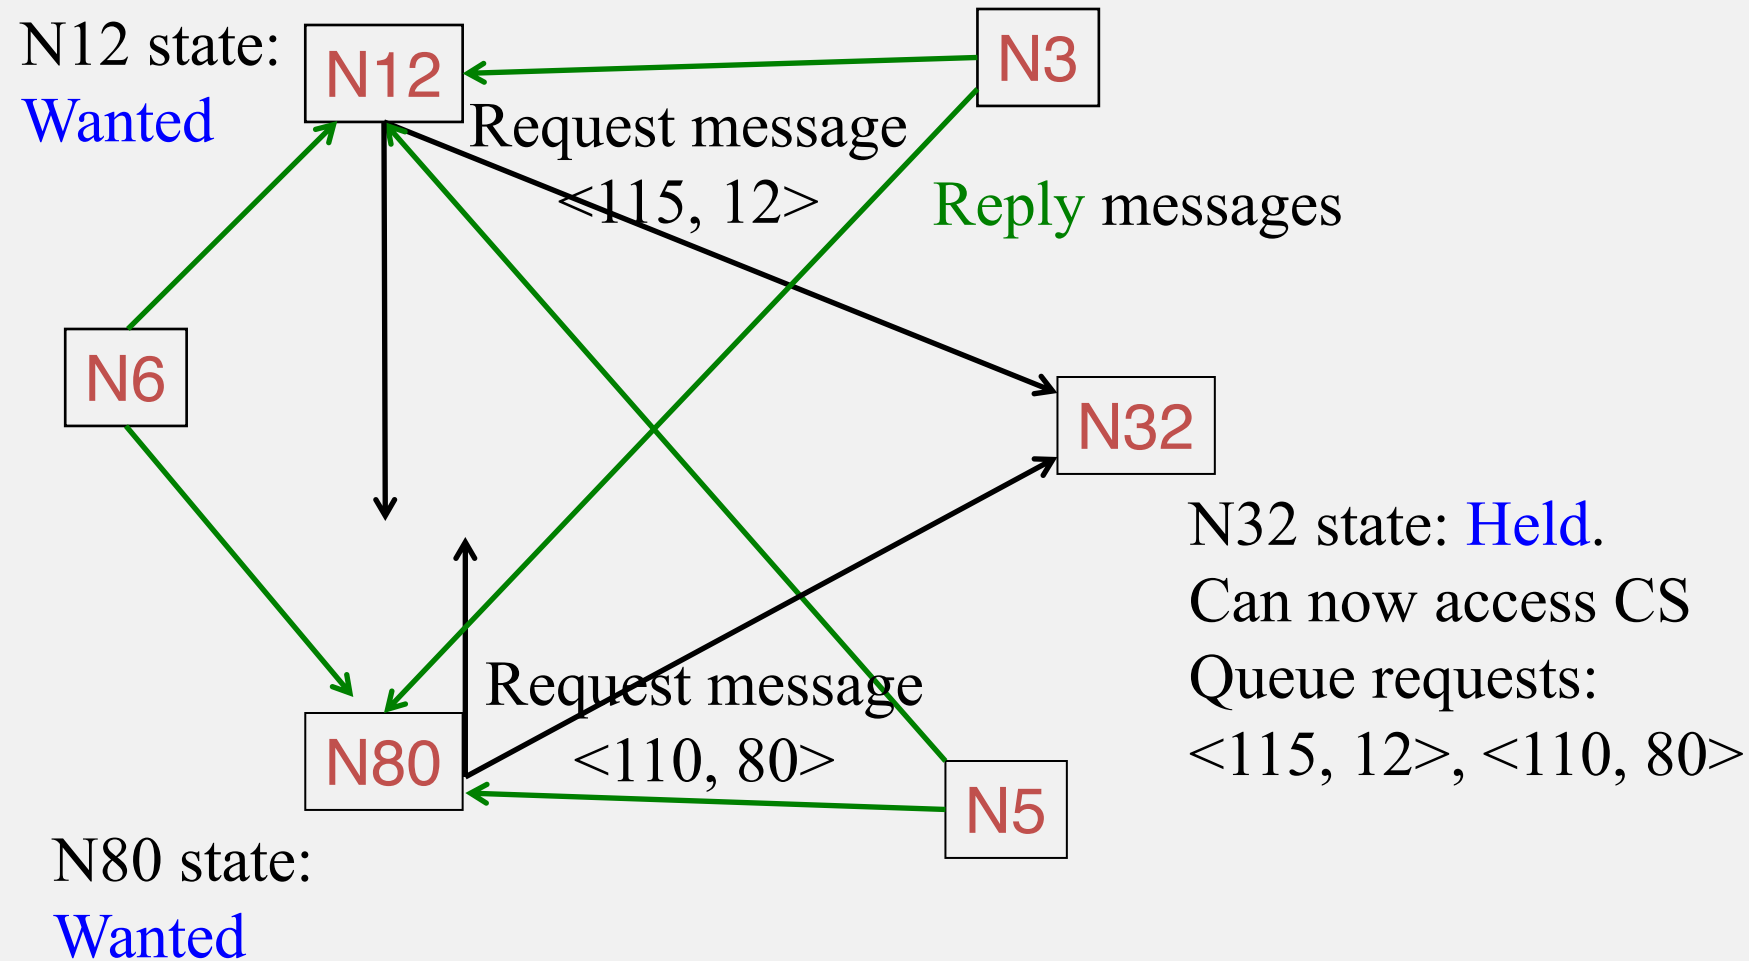 N12 state:
Wanted
N12
N3
Request message
<115, 12>
Reply messages
N6
N32
N32 state: Held.
Can now access CS
Queue requests:
<115, 12>, <110, 80>
Request message
<110, 80>
N80
N5
N80 state:
Wanted